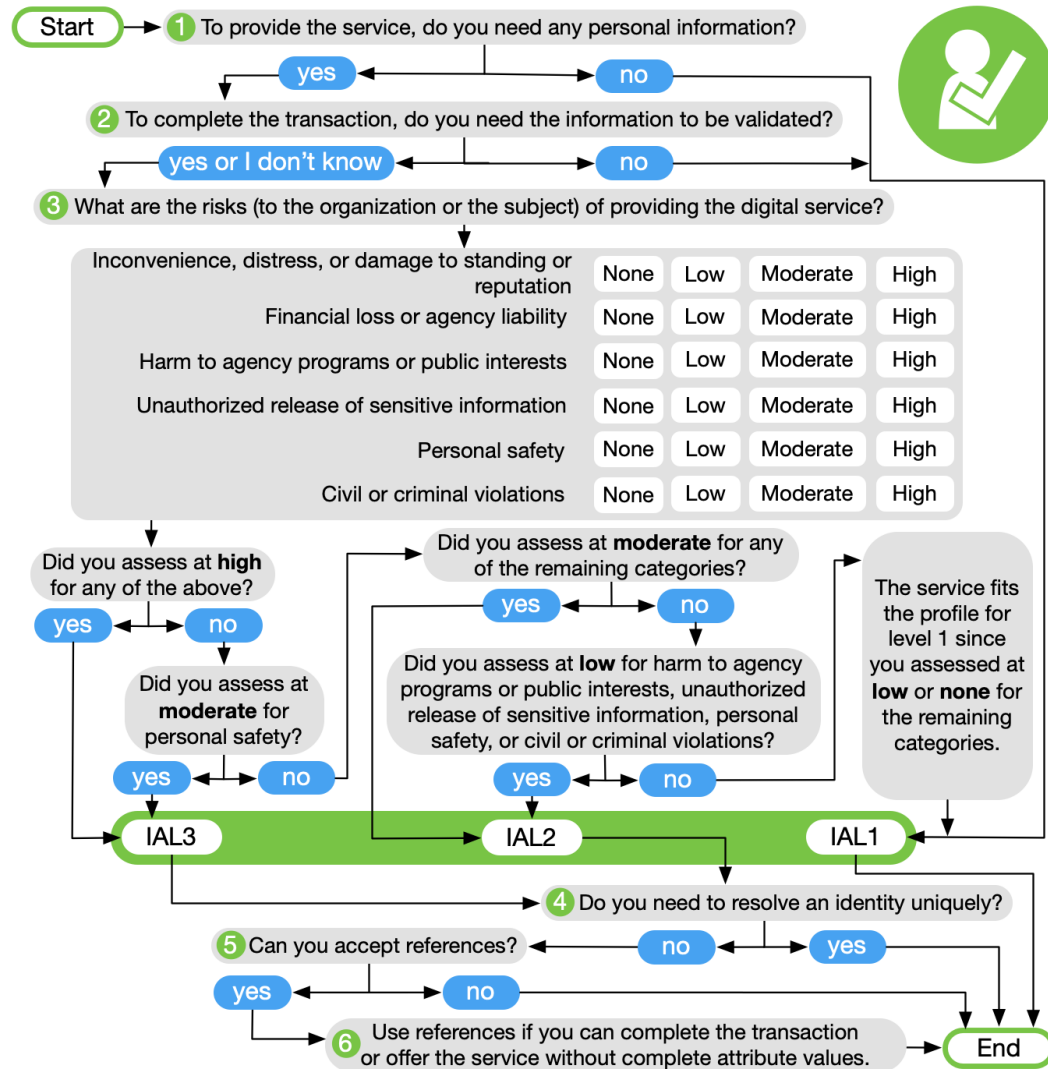 Start
1 To provide the service, do you need any personal information?
yes
no
2 To complete the transaction, do you need the information to be validated?
yes or I don't know
no
3 What are the risks (to the organization or the subject) of providing the digital service?
Inconvenience, distress, or damage to standing or
reputation
None Low Moderate High
Financial loss or agency liability
None Low Moderate High
Harm to agency programs or public interests
None Low Moderate High
Unauthorized release of sensitive information
None Low Moderate High
Personal safety
None Low Moderate High
Civil or criminal violations
None Low Moderate High
Did you assess at high
for any of the above?
yes
no
Did you assess at
moderate for
personal safety?
yes
no
Did you assess at moderate for any
of the remaining categories?
yes
no
Did you assess at low for harm to agency
programs or public interests, unauthorized
release of sensitive information, personal
safety, or civil or criminal violations?
yes
no
The service fits
the profile for
level 1 since
you assessed at
low or none for
the remaining
categories.
IAL3
IAL2
IAL1
4 Do you need to resolve an identity uniquely?
no
yes
5 Can you accept references?
yes
no
6 Use references if you can complete the transaction
or offer the service without complete attribute values.
End